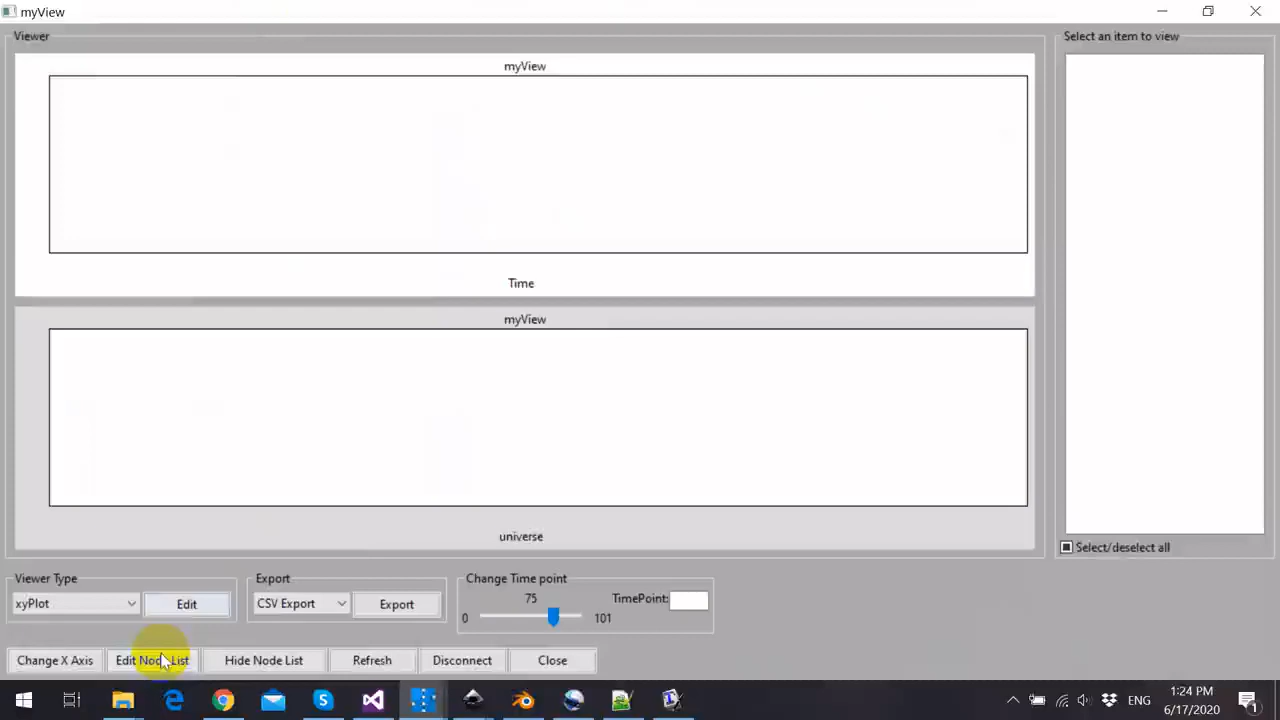 myView
Viewer
Select an item to view
myView
Time
myView
universe
Select/deselect all
Viewer Type
xyPlot
Edit
Export
CSV Export
Export
Change Time point
75
0
101
TimePoint:
Change X Axis
Edit Node List
Hide Node List
Refresh
Disconnect
Close
ENG
1:24 PM
6/17/2020
1